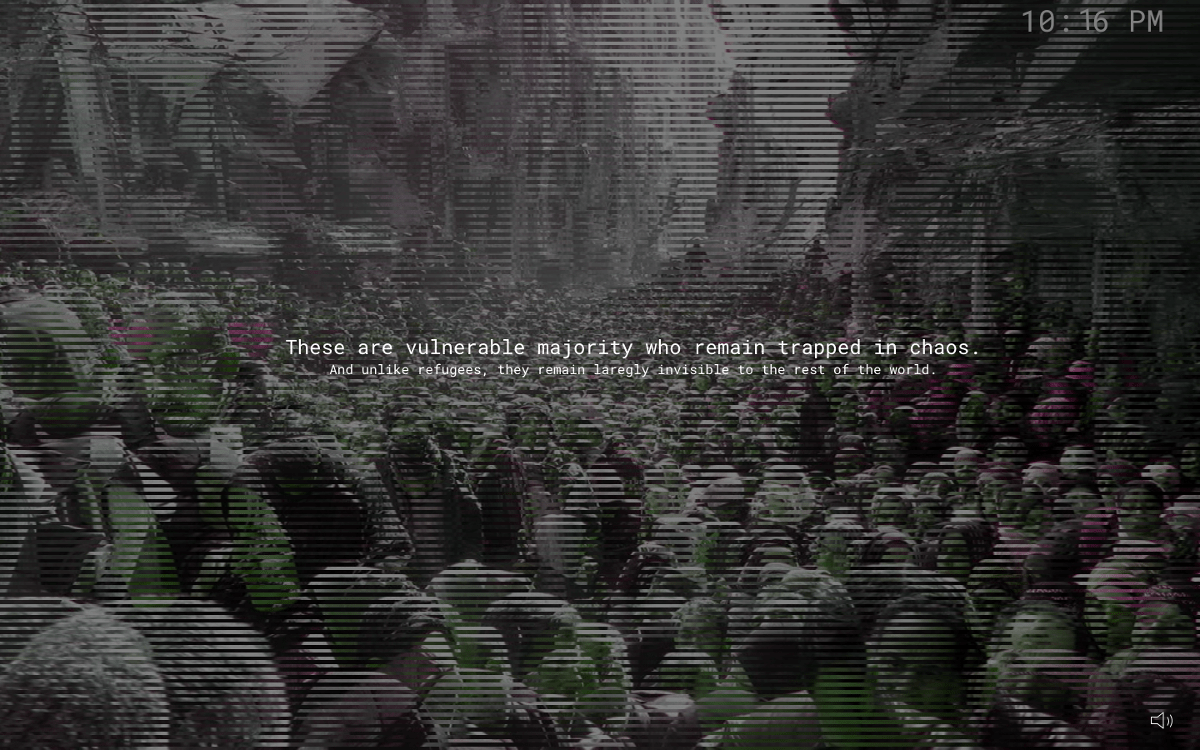 10:16 PM
These are vulnerable majority who remain trapped in chaos.
And unlike refugees, they remain laregly invisible to the rest of the world.